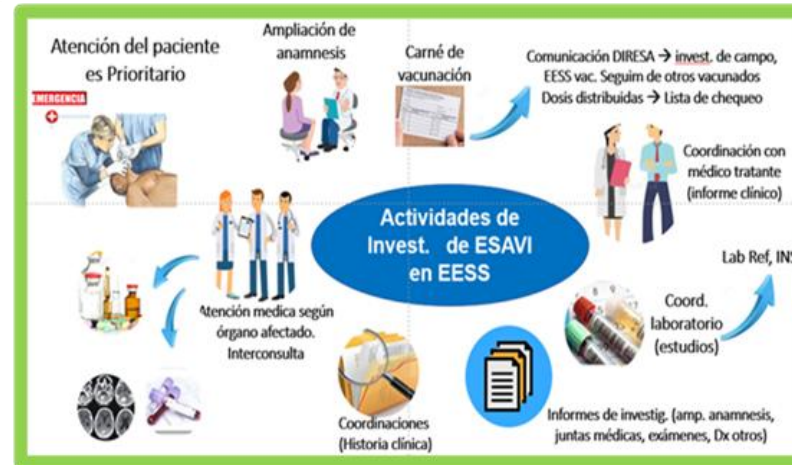 Atención del paciente
es Prioritario
EMERGENCIA
Ampliación de
anamnesis
Carné de
vacunación
Comunicación DIRESA → invest. de campo,
EESS vac. Seguim de otros vacunados
Dosis distribuidas → Lista de chequeo
Coordinación con
médico tratante
(informe clínico)
Actividades de
Invest. de ESAVI
en EESS
Lab Ref, INS
Coord.
laboratorio
(estudios)
Atención medica según
órgano afectado.
Interconsulta
Coordinaciones
(Historia clínica)
Informes de investig. (amp. anamnesis,
juntas médicas, exámenes, Dx otros)